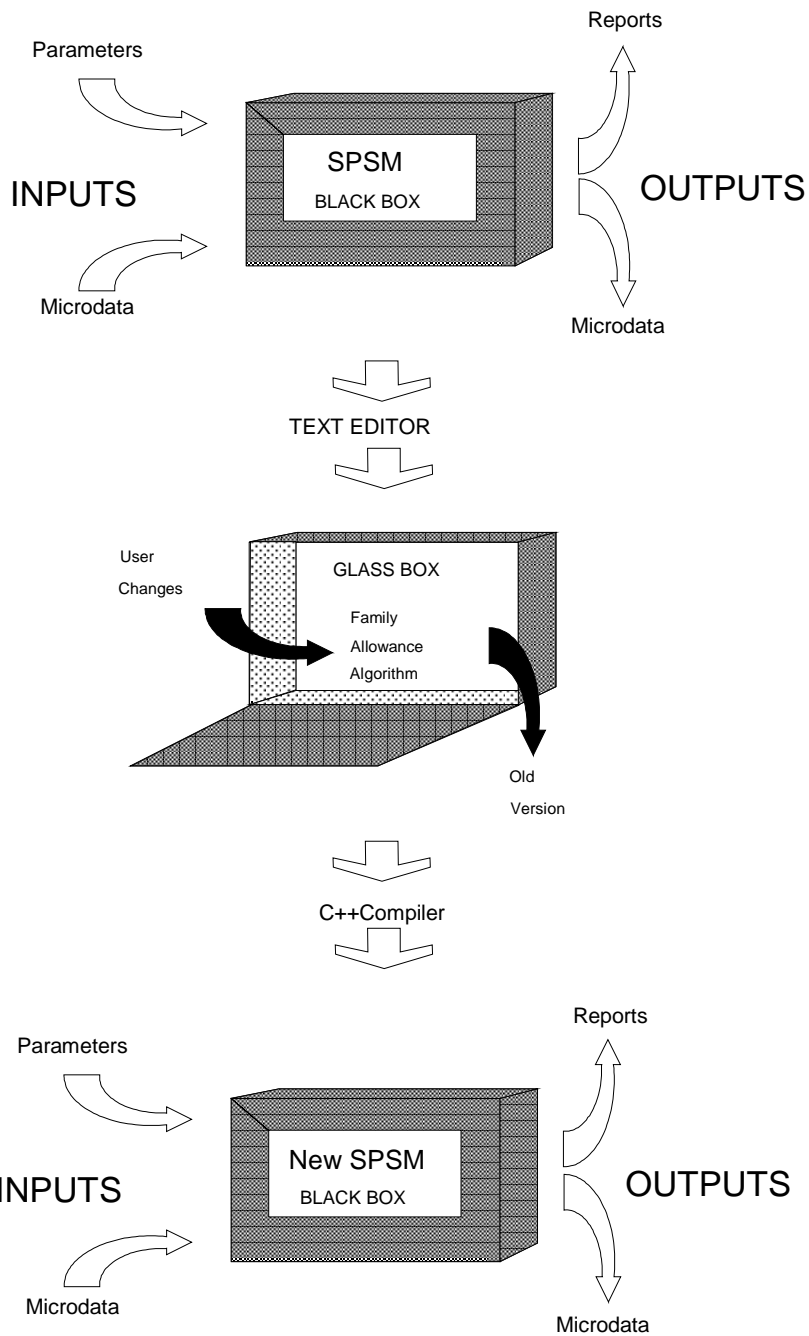 Reports
Parameters
SPSM
BLACK BOX
INPUTS
OUTPUTS
Microdata
Microdata
TEXT EDITOR
User
Changes
GLASS BOX
Family
Allowance
Algorithm
Old
Version
C++Compiler
Reports
Parameters
New SPSM
BLACK BOX
INPUTS
OUTPUTS
Microdata
Microdata